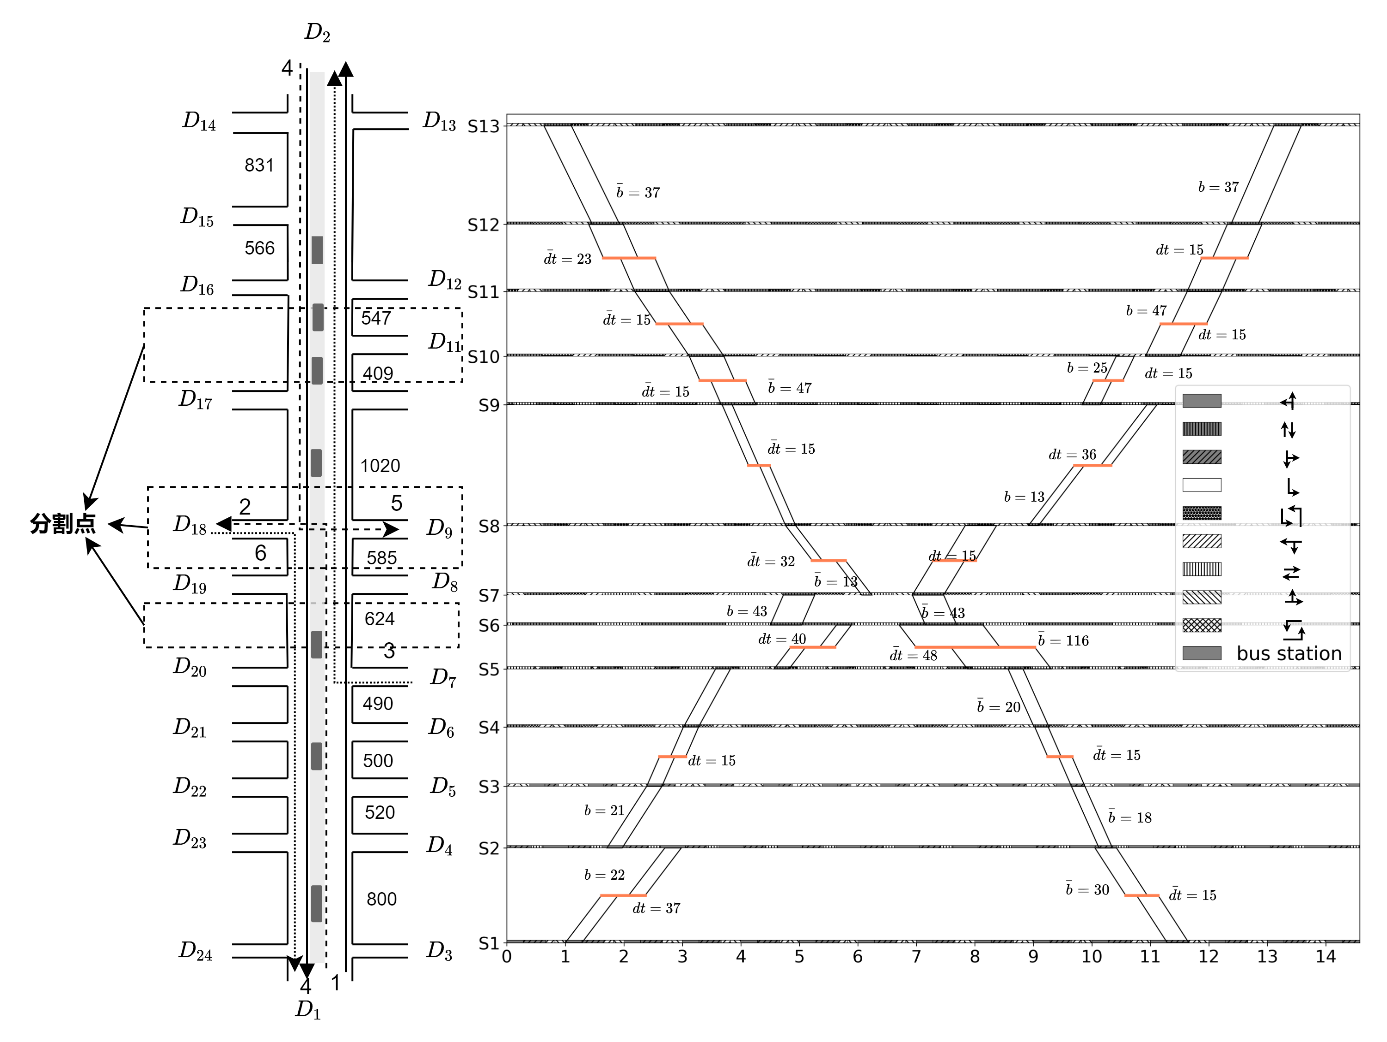 D₂
4
D₁₄
D₁₃
831
D₁₅
566
D₁₆
D₁₂
547
D₁₁
409
D₁₇
1020
2
5
分割点
D₁₈
D₉
6
585
D₁₉
D₈
624
3
D₂₀
D₇
490
D₂₁
D₆
500
D₂₂
D₅
520
D₂₃
D₄
800
D₂₄
D₃
4
1
D₁
S13
b̄ = 37
b = 37
S12
d̄t = 23
dt = 15
S11
d̄t = 15
b = 47
dt = 15
S10
d̄t = 15
b̄ = 47
b = 25
dt = 15
S9
d̄t = 15
dt = 36
b = 13
S8
d̄t = 32
b̄ = 13
dt = 15
S7
b = 43
b̄ = 43
S6
dt = 40
d̄t = 48
b̄ = 116
S5
b̄ = 20
S4
dt = 15
d̄t = 15
S3
b = 21
b̄ = 18
S2
b = 22
dt = 37
b̄ = 30
d̄t = 15
S1
0 1 2 3 4 5 6 7 8 9 10 11 12 13 14
bus station